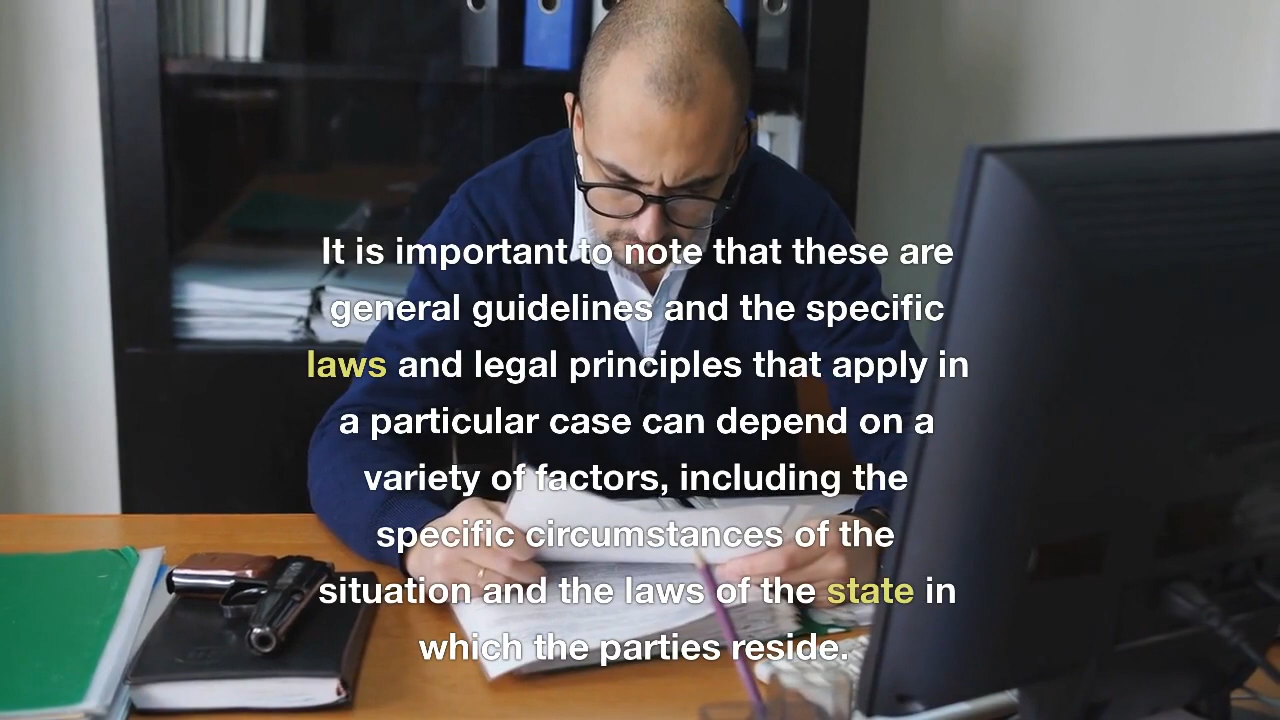 It is important to note that these are
general guidelines and the specific
laws and legal principles that apply in
a particular case can depend on a
variety of factors, including the
specific circumstances of the
situation and the laws of the state in
which the parties reside.